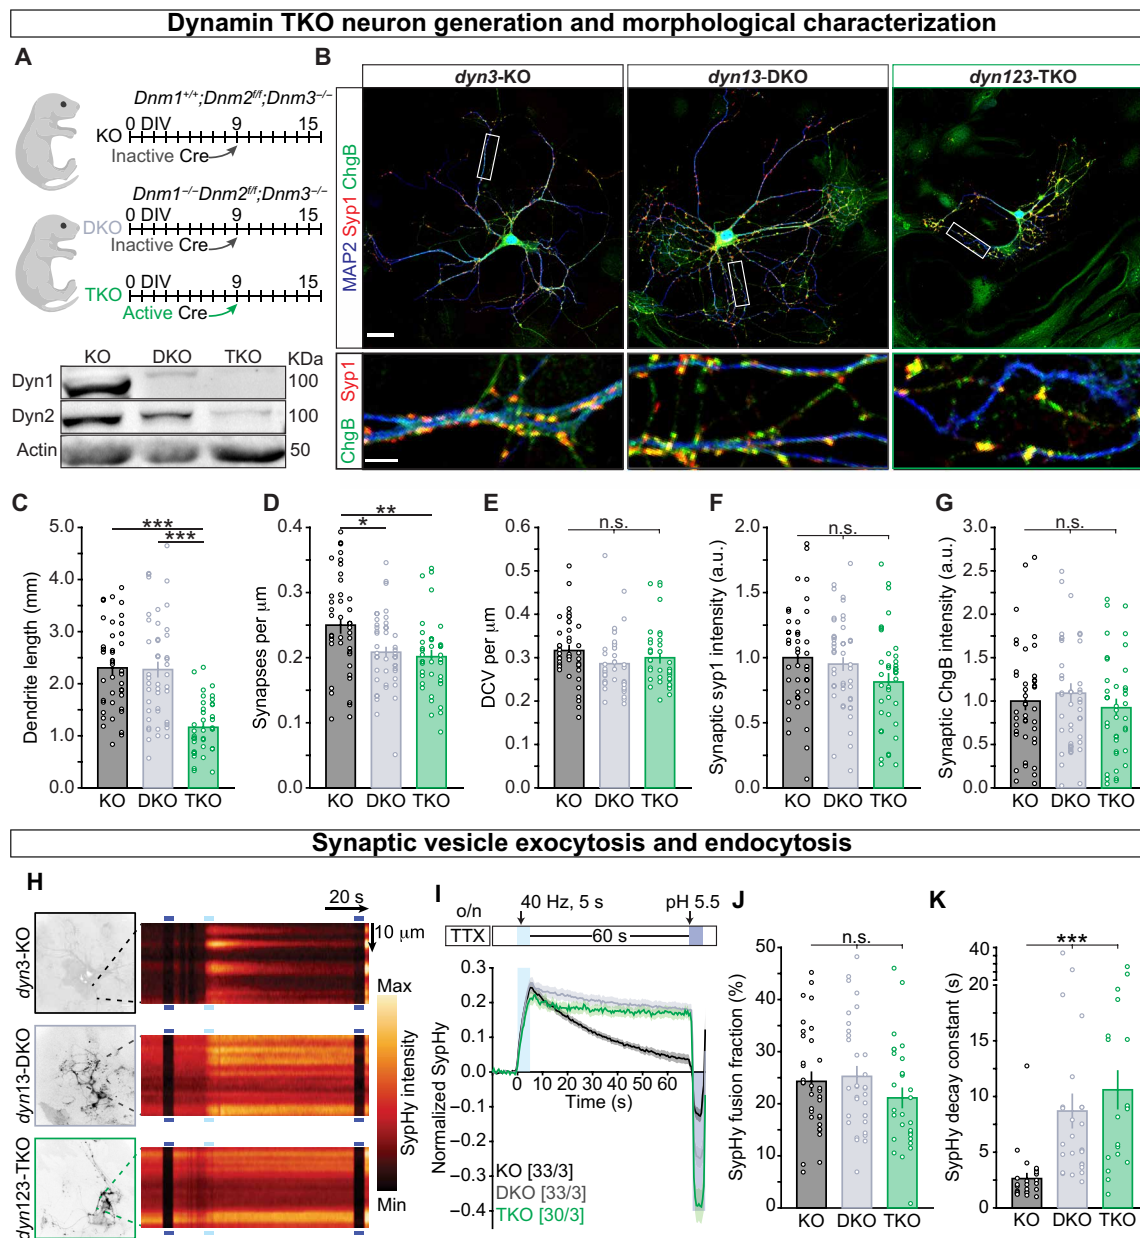 Dynamin TKO neuron generation and morphological characterization
A
Dnm1+/+;Dnm2f/f;Dnm3−/−
0 DIV 9 15
KO
Inactive Cre
Dnm1−/−Dnm2f/f;Dnm3−/−
0 DIV 9 15
DKO
Inactive Cre
0 DIV 9 15
TKO
Active Cre
KO DKO TKO KDa
Dyn1 100
Dyn2 100
Actin 50
B
dyn3-KO dyn13-DKO dyn123-TKO
MAP2 Syp1 ChgB
ChgB Syp1
C
Dendrite length (mm)
5.0
4.0
3.0
2.0
1.0
0.0
***
***
KO DKO TKO
D
Synapses per µm
0.4
0.3
0.2
0.1
0.0
**
*
KO DKO TKO
E
DCV per µm
0.6
0.5
0.4
0.3
0.2
0.1
0.0
n.s.
KO DKO TKO
F
Synaptic syp1 intensity (a.u.)
2.0
1.5
1.0
0.5
0.0
n.s.
KO DKO TKO
G
Synaptic ChgB intensity (a.u.)
3.0
2.5
2.0
1.5
1.0
0.5
0.0
n.s.
KO DKO TKO
Synaptic vesicle exocytosis and endocytosis
H
20 s
10 µm
dyn3-KO
dyn13-DKO
dyn123-TKO
Max
SypHy intensity
Min
I
o/n
TTX
40 Hz, 5 s
60 s
pH 5.5
Normalized SypHy
0.3
0.2
0.1
0.0
−0.1
−0.2
−0.3
−0.4
0 10 20 30 40 50 60
Time (s)
KO [33/3]
DKO [33/3]
TKO [30/3]
J
SypHy fusion fraction (%)
50
45
40
35
30
25
20
15
10
5
0
n.s.
KO DKO TKO
K
SypHy decay constant (s)
40
20
15
10
5
0
***
KO DKO TKO